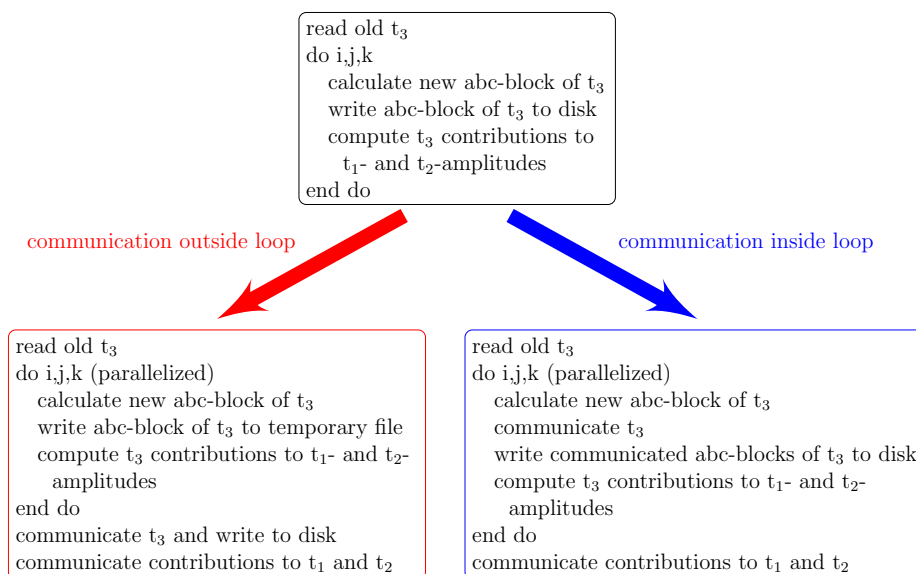 read old t₃
do i,j,k
calculate new abc-block of t₃
write abc-block of t₃ to disk
compute t₃ contributions to
t₁- and t₂-amplitudes
end do
communication outside loop
communication inside loop
read old t₃
do i,j,k (parallelized)
calculate new abc-block of t₃
write abc-block of t₃ to temporary file
compute t₃ contributions to t₁- and t₂-
amplitudes
end do
communicate t₃ and write to disk
communicate contributions to t₁ and t₂
read old t₃
do i,j,k (parallelized)
calculate new abc-block of t₃
communicate t₃
write communicated abc-blocks of t₃ to disk
compute t₃ contributions to t₁- and t₂-
amplitudes
end do
communicate contributions to t₁ and t₂